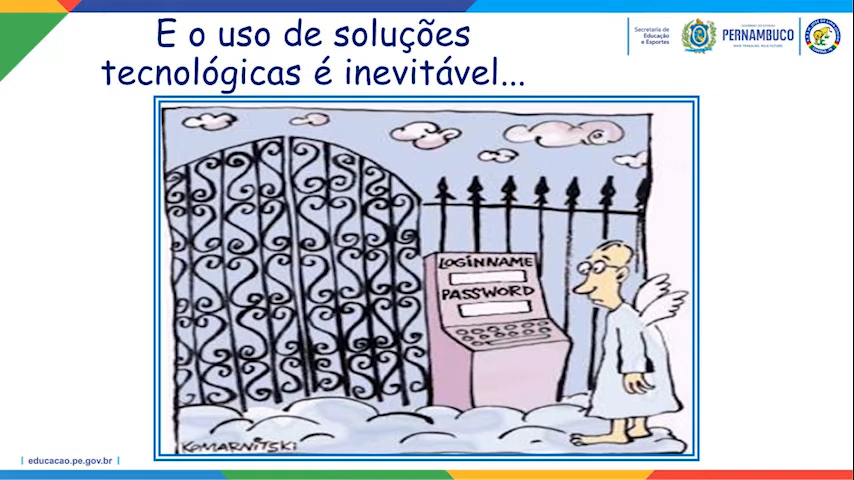 E o uso de soluções
tecnológicas é inevitável...
Secretaria de
Educação
e Esportes
PERNAMBUCO
LOGINNAME
PASSWORD
KOMARNITSKI
educacao.pe.gov.br